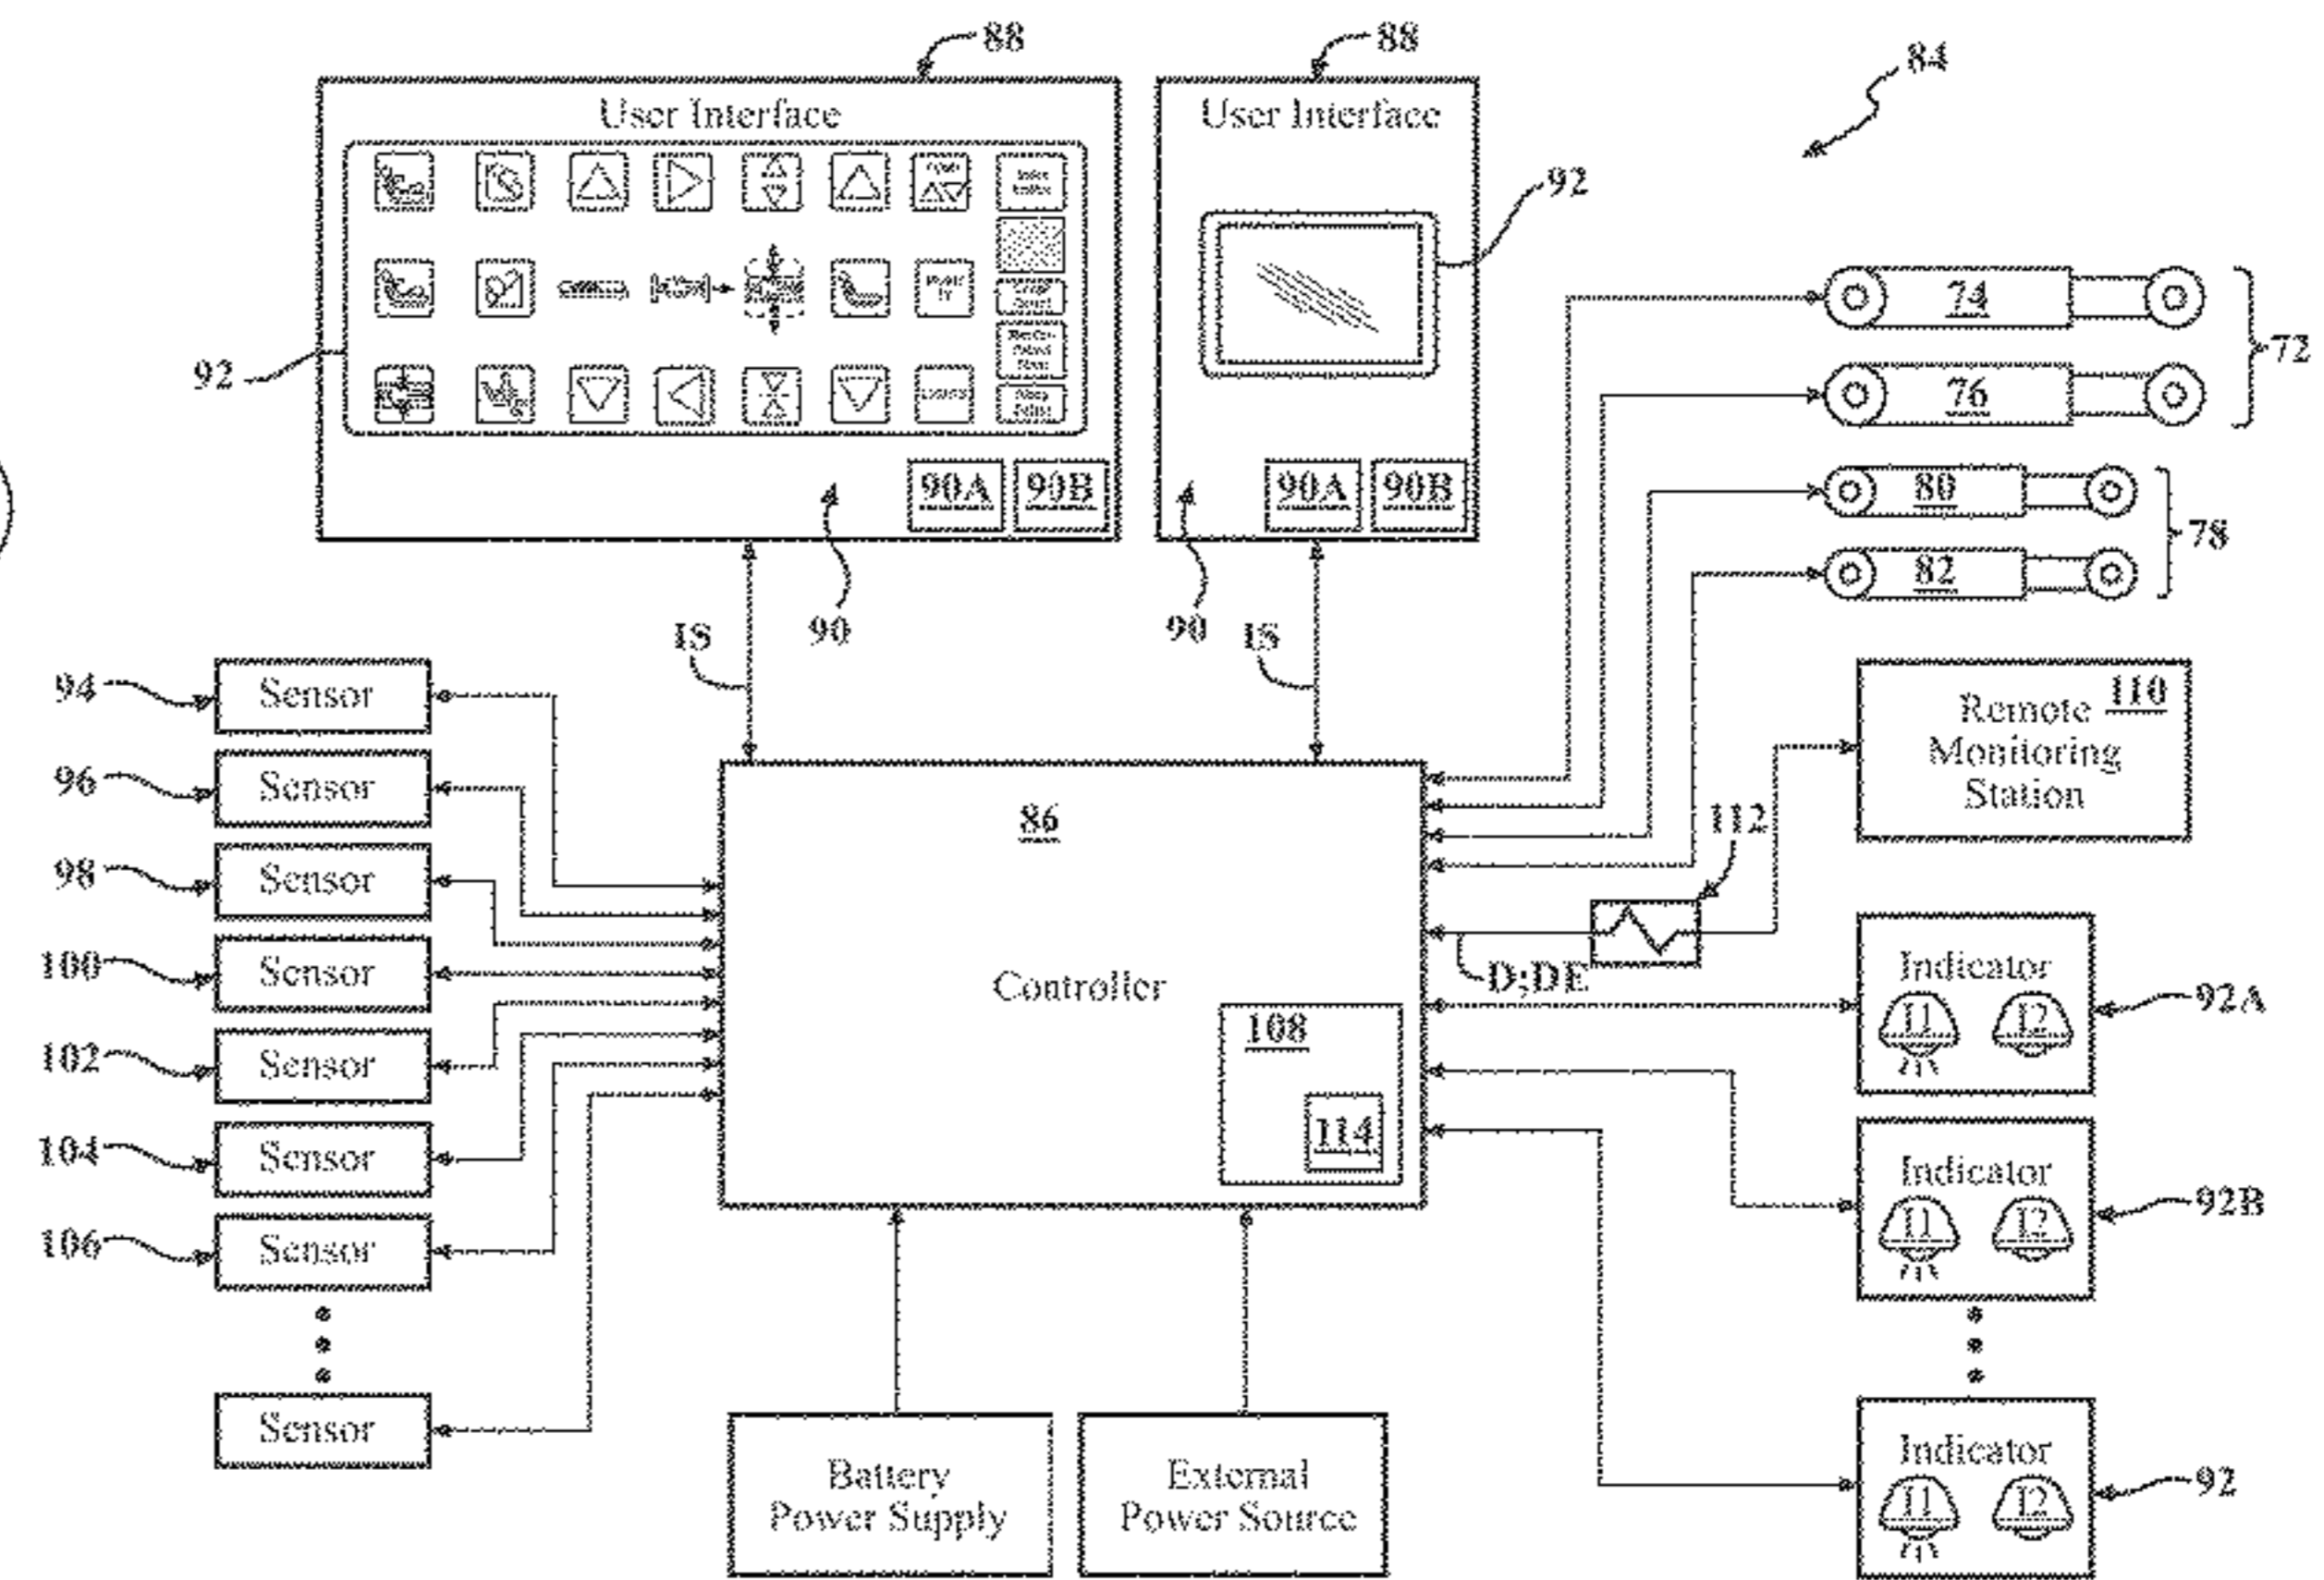 88
88
84
User Interface
User Interface
92
92
74
76
72
80
82
78
90A
90B
90A
90B
90
90
IS
IS
94
Sensor
96
Sensor
98
Sensor
100
Sensor
102
Sensor
104
Sensor
106
Sensor
Sensor
86
Controller
108
114
112
D;DE
110
Remote
Monitoring
Station
Indicator
I1
I2
92A
Indicator
I1
I2
92B
Indicator
I1
I2
92
Battery
Power Supply
External
Power Source